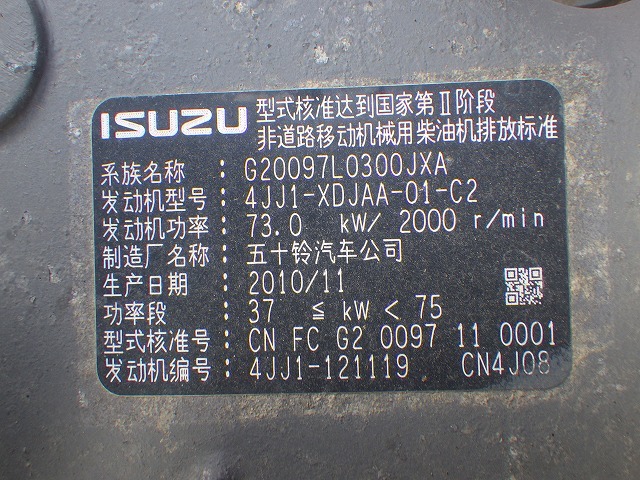 ISUZU
型式核准达到国家第Ⅱ阶段
非道路移动机械用柴油机排放标准
系族名称 : G20097L0300JXA
发动机型号: 4JJ1-XDJAA-01-C2
发动机功率: 73.0 kW/ 2000 r/min
制造厂名称: 五十铃汽车公司
生产日期 : 2010/11
功率段 : 37 ≦ kW < 75
型式核准号: CN FC G2 0097 11 0001
发动机编号: 4JJ1-121119 CN4J08